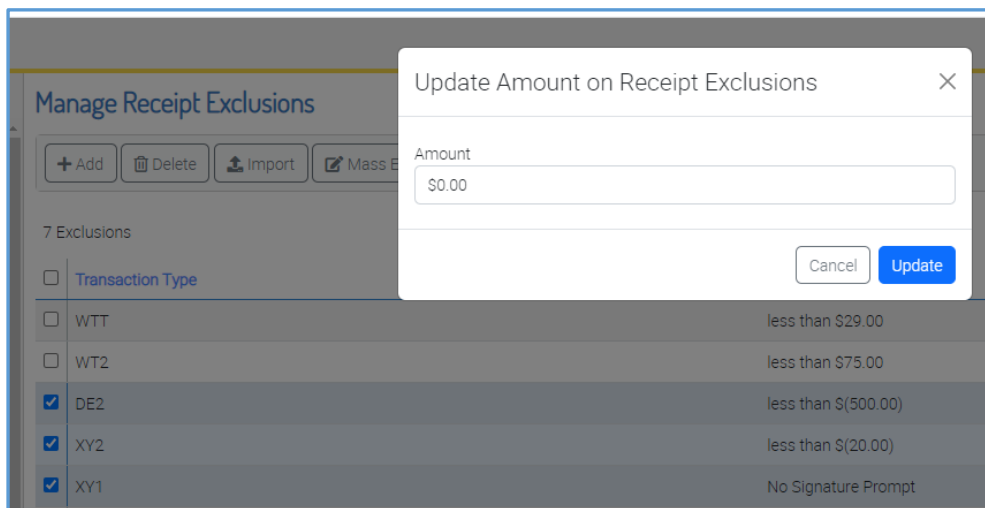 Update Amount on Receipt Exclusions
Manage Receipt Exclusions
Add Delete Import Mass E
Amount
$0.00
7 Exclusions
Cancel Update
Transaction Type
WTT less than $29.00
WT2 less than $75.00
DE2 less than $(500.00)
XY2 less than $(20.00)
XY1 No Signature Prompt